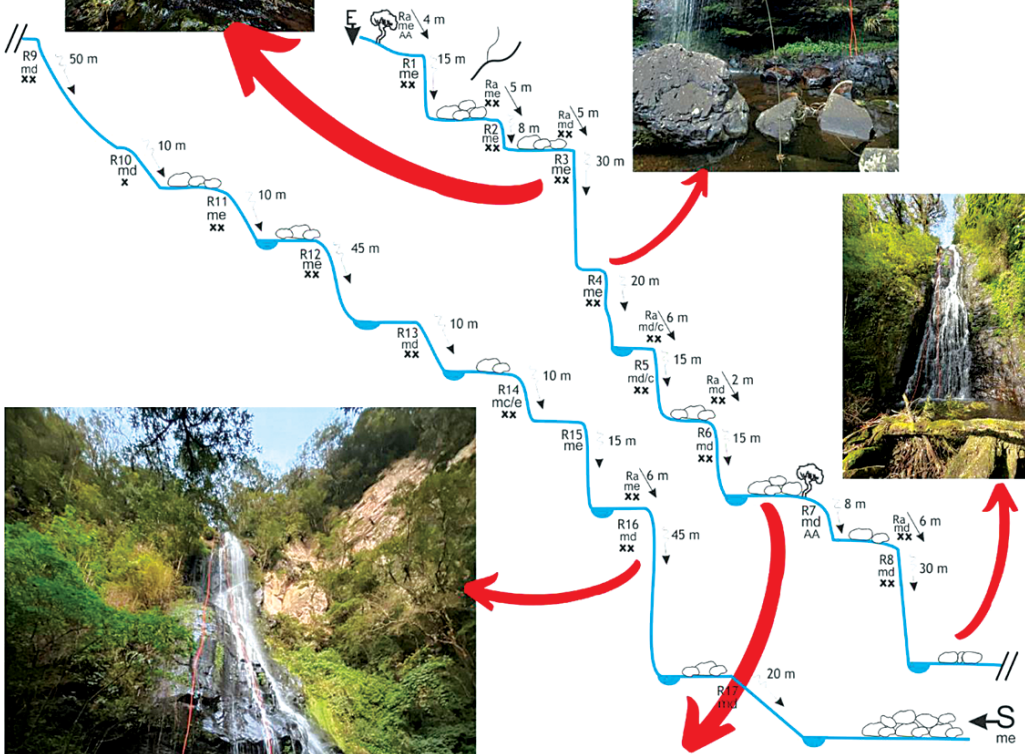 E
Ra
me
AA
4 m
R1
me
xx
15 m
Ra
me
xx
5 m
R2
me
xx
8 m
Ra
md
xx
5 m
R3
me
xx
30 m
R4
me
xx
20 m
Ra
md/c
xx
6 m
R5
md/c
xx
15 m
Ra
md
xx
2 m
R6
md
xx
15 m
R7
md
AA
8 m
Ra
md
xx
6 m
R8
md
xx
30 m
//
//
R9
md
xx
50 m
R10
md
x
10 m
R11
me
xx
10 m
R12
me
xx
45 m
R13
md
xx
10 m
R14
mc/e
xx
10 m
R15
me
15 m
Ra
me
xx
6 m
R16
md
xx
45 m
R17
20 m
S
me